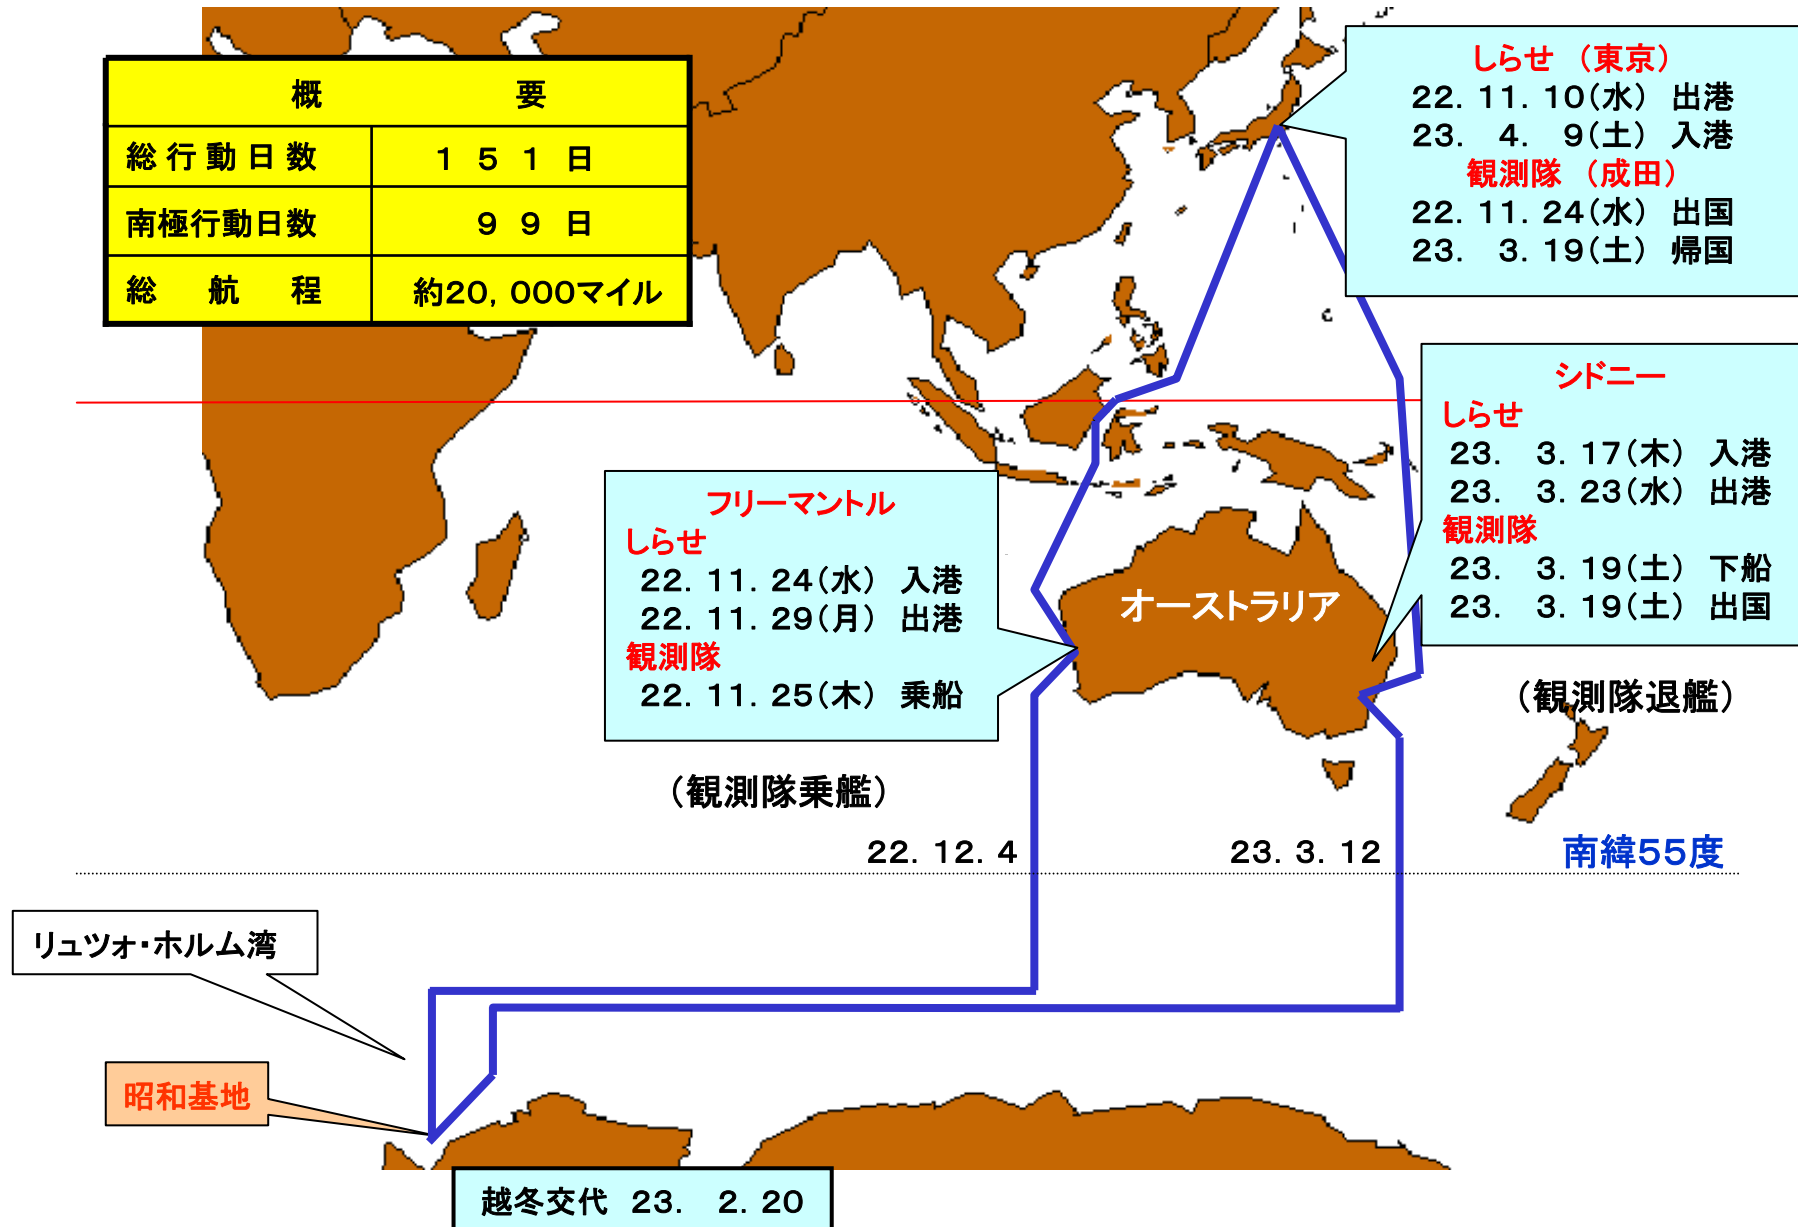 概　要
総行動日数　１５１日
南極行動日数　９９日
総航程　約20,000マイル
しらせ（東京）
22. 11. 10(水) 出港
23. 4. 9(土) 入港
観測隊（成田）
22. 11. 24(水) 出国
23. 3. 19(土) 帰国
シドニー
しらせ
23. 3. 17(木) 入港
23. 3. 23(水) 出港
観測隊
23. 3. 19(土) 下船
23. 3. 19(土) 出国
フリーマントル
しらせ
22. 11. 24(水) 入港
22. 11. 29(月) 出港
観測隊
22. 11. 25(木) 乗船
オーストラリア
（観測隊退艦）
（観測隊乗艦）
22. 12. 4
23. 3. 12
南緯55度
リュツォ・ホルム湾
昭和基地
越冬交代 23. 2. 20